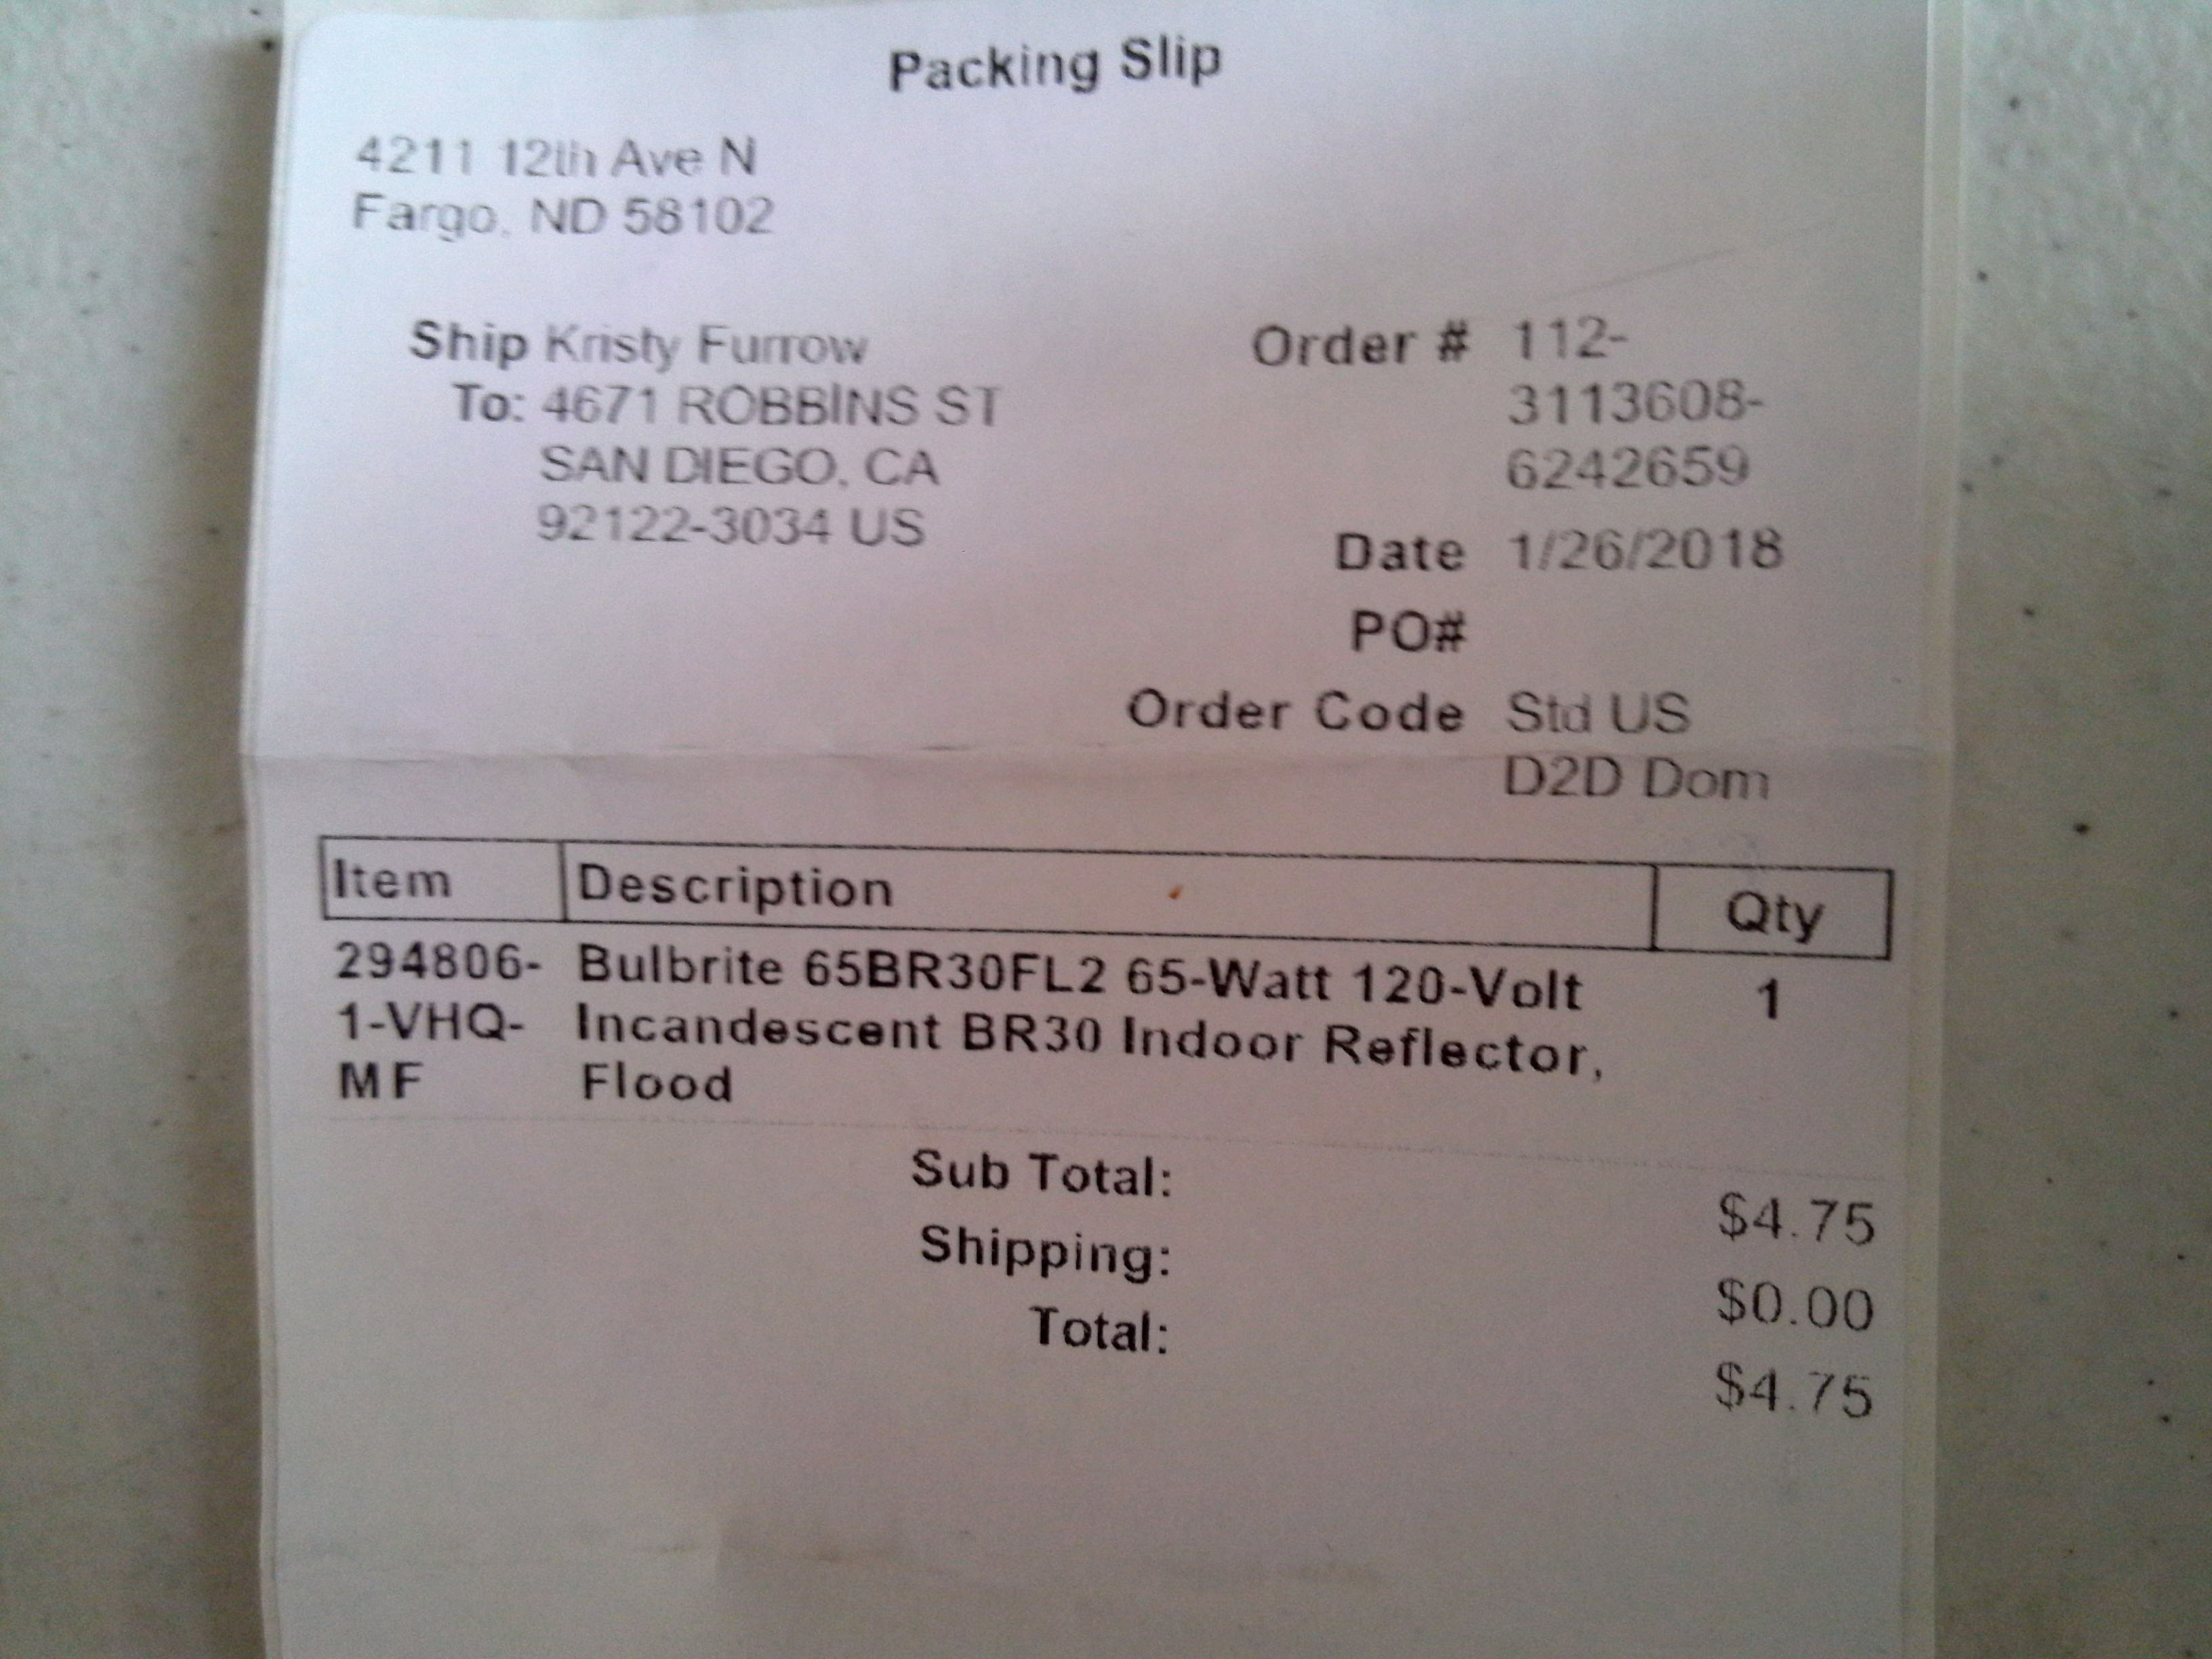 Packing Slip
4211 12th Ave N
Fargo, ND 58102
Ship Kristy Furrow
To: 4671 ROBBINS ST
SAN DIEGO, CA
92122-3034 US
Order # 112-
3113608-
6242659
Date 1/26/2018
PO#
Order Code Std US
D2D Dom
Item Description Qty
294806- Bulbrite 65BR30FL2 65-Watt 120-Volt 1
1-VHQ- Incandescent BR30 Indoor Reflector,
MF Flood
Sub Total: $4.75
Shipping: $0.00
Total: $4.75